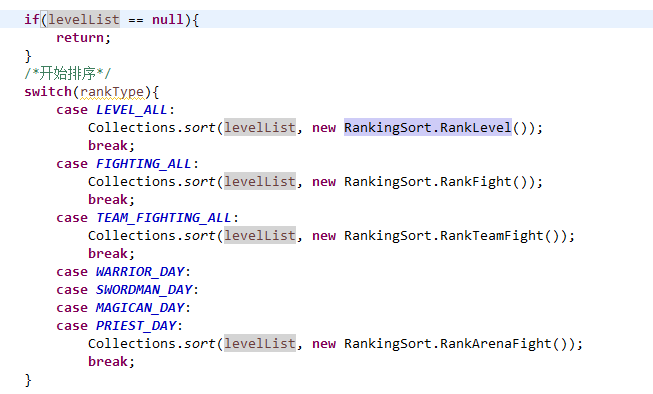 if(levelList == null){
    return;
}
/*开始排序*/
switch(rankType){
    case LEVEL_ALL:
        Collections.sort(levelList, new RankingSort.RankLevel());
        break;
    case FIGHTING_ALL:
        Collections.sort(levelList, new RankingSort.RankFight());
        break;
    case TEAM_FIGHTING_ALL:
        Collections.sort(levelList, new RankingSort.RankTeamFight());
        break;
    case WARRIOR_DAY:
    case SWORDMAN_DAY:
    case MAGICAN_DAY:
    case PRIEST_DAY:
        Collections.sort(levelList, new RankingSort.RankArenaFight());
        break;
}